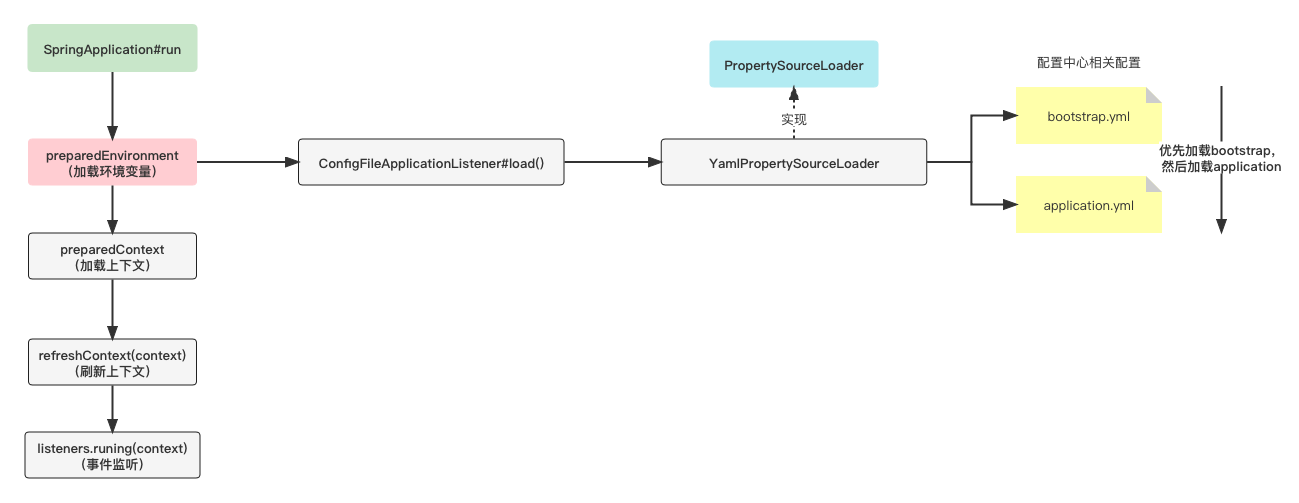 SpringApplication#run
preparedEnvironment
（加载环境变量）
preparedContext
（加载上下文）
refreshContext(context)
（刷新上下文）
listeners.runing(context)
（事件监听）
ConfigFileApplicationListener#load()
PropertySourceLoader
实现
YamlPropertySourceLoader
配置中心相关配置
bootstrap.yml
application.yml
优先加载bootstrap，
然后加载application